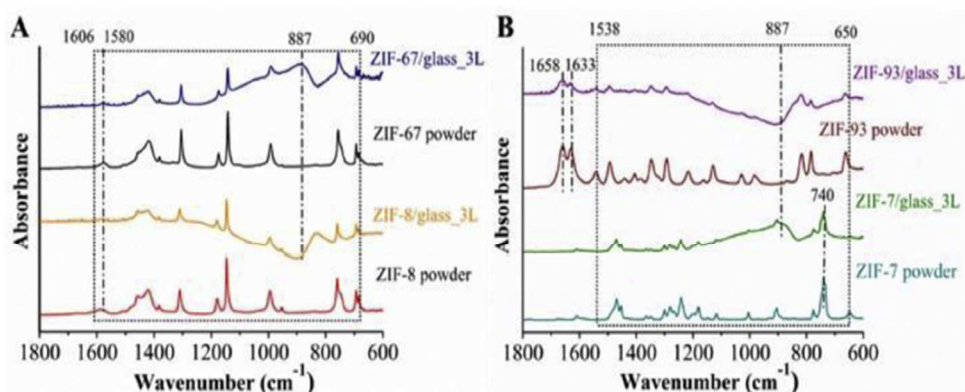 A
1606
1580
887
690
ZIF-67/glass_3L
ZIF-67 powder
ZIF-8/glass_3L
ZIF-8 powder
Absorbance
1800 1600 1400 1200 1000 800 600
Wavenumber (cm-1)
B
1538
887
650
1658
1633
ZIF-93/glass_3L
ZIF-93 powder
ZIF-7/glass_3L
740
ZIF-7 powder
Absorbance
1800 1600 1400 1200 1000 800 600
Wavenumber (cm-1)